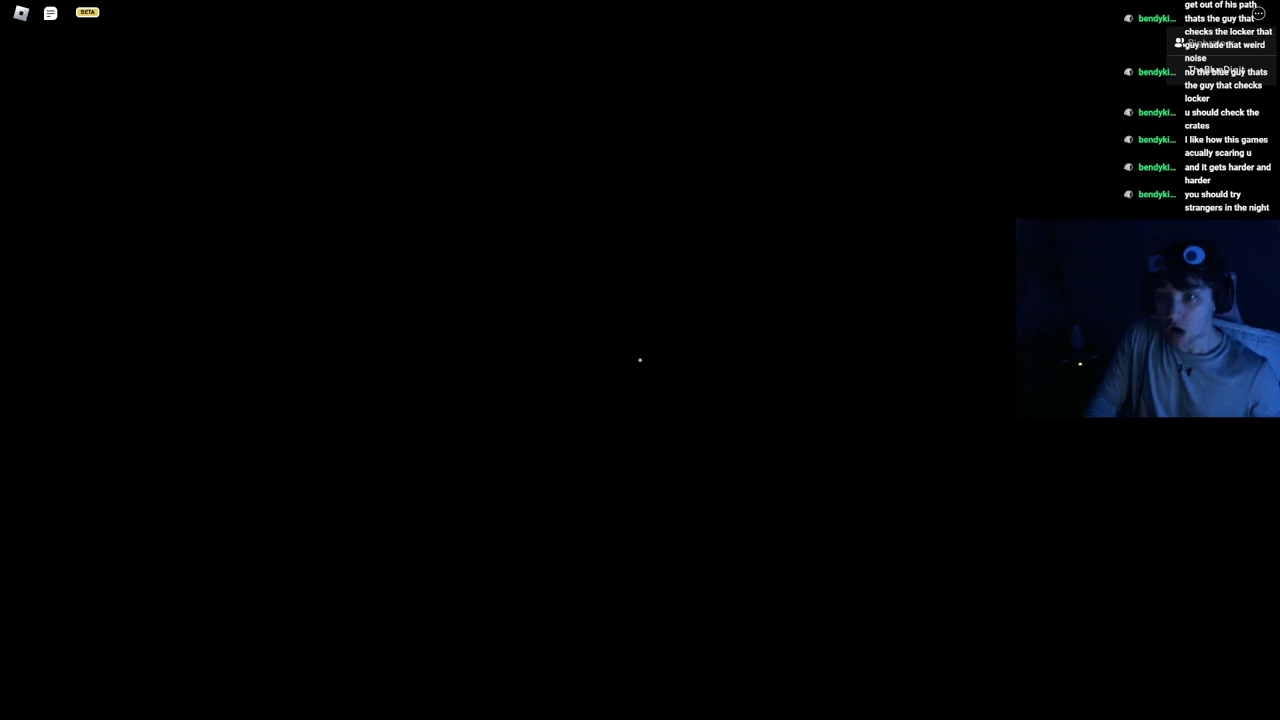 BETA
get out of his path
bendyki... thats the guy that
checks the locker that
guy made that weird
noise
bendyki... no the blue guy thats
the guy that checks
locker
bendyki... u should check the
crates
bendyki... I like how this games
acually scaring u
bendyki... and it gets harder and
harder
bendyki... you should try
strangers in the night